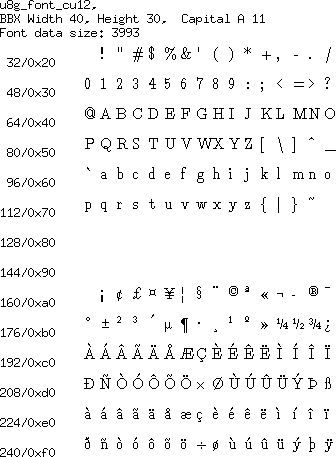 u8g_font_cu12,
BBX Width 40, Height 30, Capital A 11
Font data size: 3993
32/0x20 ! " # $ % & ' ( ) * + , - . /
48/0x30 0 1 2 3 4 5 6 7 8 9 : ; < = > ?
64/0x40 @ A B C D E F G H I J K L M N O
80/0x50 P Q R S T U V W X Y Z [ \ ] ^ _
96/0x60 ` a b c d e f g h i j k l m n o
112/0x70 p q r s t u v w x y z { | } ~
128/0x80
144/0x90
160/0xa0 ¡ ¢ £ ¤ ¥ ¦ § ¨ © ª « ¬ - ® ¯
176/0xb0 ° ± ² ³ ´ µ ¶ · ¸ ¹ º » ¼ ½ ¾ ¿
192/0xc0 À Á Â Ã Ä Å Æ Ç È É Ê Ë Ì Í Î Ï
208/0xd0 Ð Ñ Ò Ó Ô Õ Ö × Ø Ù Ú Û Ü Ý Þ ß
224/0xe0 à á â ã ä å æ ç è é ê ë ì í î ï
240/0xf0 ð ñ ò ó ô õ ö ÷ ø ù ú û ü ý þ ÿ